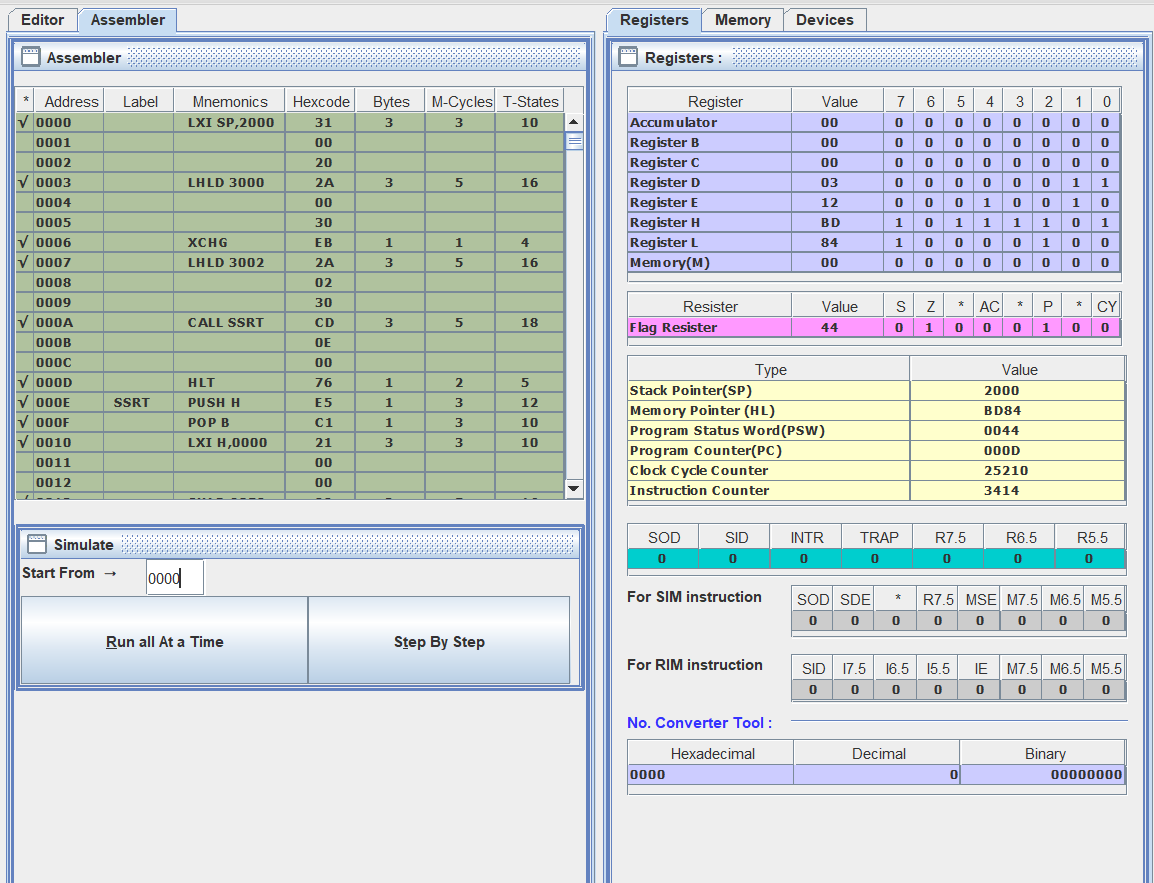 Editor Assembler
Assembler
* Address Label Mnemonics Hexcode Bytes M-Cycles T-States
√ 0000 LXI SP,2000 31 3 3 10
0001 00
0002 20
√ 0003 LHLD 3000 2A 3 5 16
0004 00
0005 30
√ 0006 XCHG EB 1 1 4
√ 0007 LHLD 3002 2A 3 5 16
0008 02
0009 30
√ 000A CALL SSRT CD 3 5 18
000B 0E
000C 00
√ 000D HLT 76 1 2 5
√ 000E SSRT PUSH H E5 1 3 12
√ 000F POP B C1 1 3 10
√ 0010 LXI H,0000 21 3 3 10
0011 00
0012 00
Simulate
Start From → 0000
Run all At a Time Step By Step
Registers Memory Devices
Registers :
Register Value 7 6 5 4 3 2 1 0
Accumulator 00 0 0 0 0 0 0 0 0
Register B 00 0 0 0 0 0 0 0 0
Register C 00 0 0 0 0 0 0 0 0
Register D 03 0 0 0 0 0 0 1 1
Register E 12 0 0 0 1 0 0 1 0
Register H BD 1 0 1 1 1 1 0 1
Register L 84 1 0 0 0 0 1 0 0
Memory(M) 00 0 0 0 0 0 0 0 0
Resister Value S Z * AC * P * CY
Flag Resister 44 0 1 0 0 0 1 0 0
Type Value
Stack Pointer(SP) 2000
Memory Pointer (HL) BD84
Program Status Word(PSW) 0044
Program Counter(PC) 000D
Clock Cycle Counter 25210
Instruction Counter 3414
SOD SID INTR TRAP R7.5 R6.5 R5.5
0 0 0 0 0 0 0
For SIM instruction SOD SDE * R7.5 MSE M7.5 M6.5 M5.5
0 0 0 0 0 0 0 0
For RIM instruction SID I7.5 I6.5 I5.5 IE M7.5 M6.5 M5.5
0 0 0 0 0 0 0 0
No. Converter Tool :
Hexadecimal Decimal Binary
0000 0 00000000